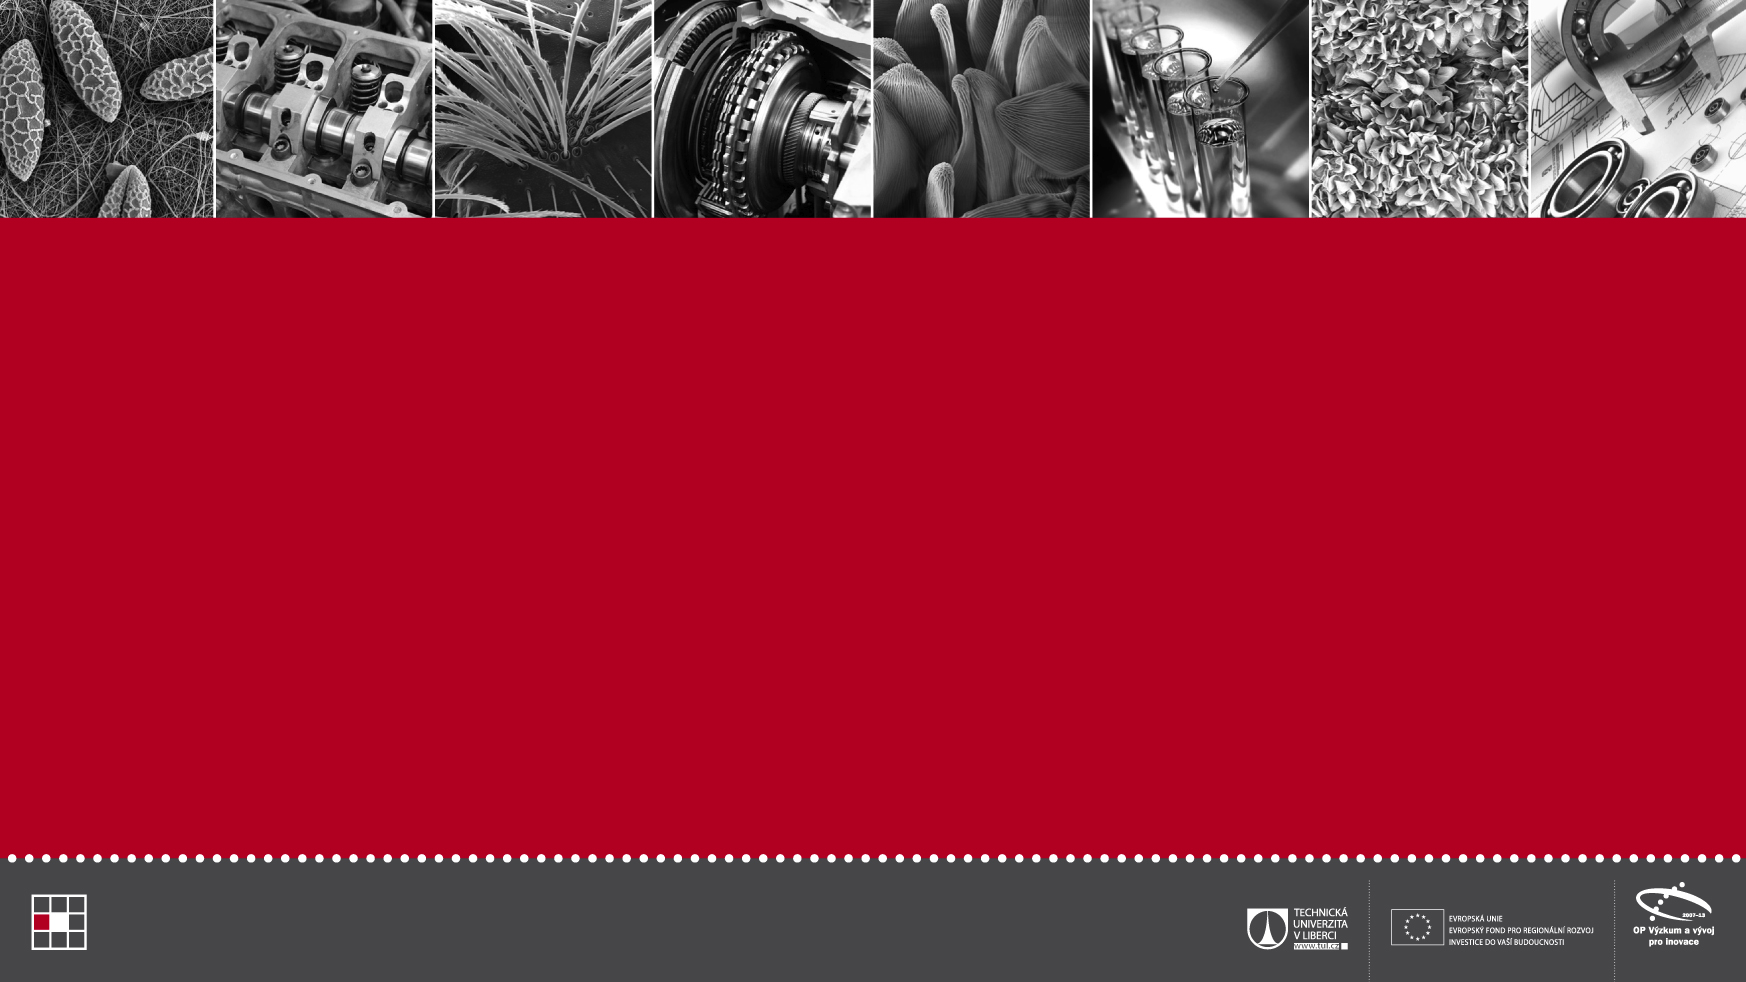 TECHNICKÁ
UNIVERZITA
V LIBERCI
www.tul.cz
EVROPSKÁ UNIE
EVROPSKÝ FOND PRO REGIONÁLNÍ ROZVOJ
INVESTICE DO VAŠÍ BUDOUCNOSTI
2007–13
OP Výzkum a vývoj
pro inovace